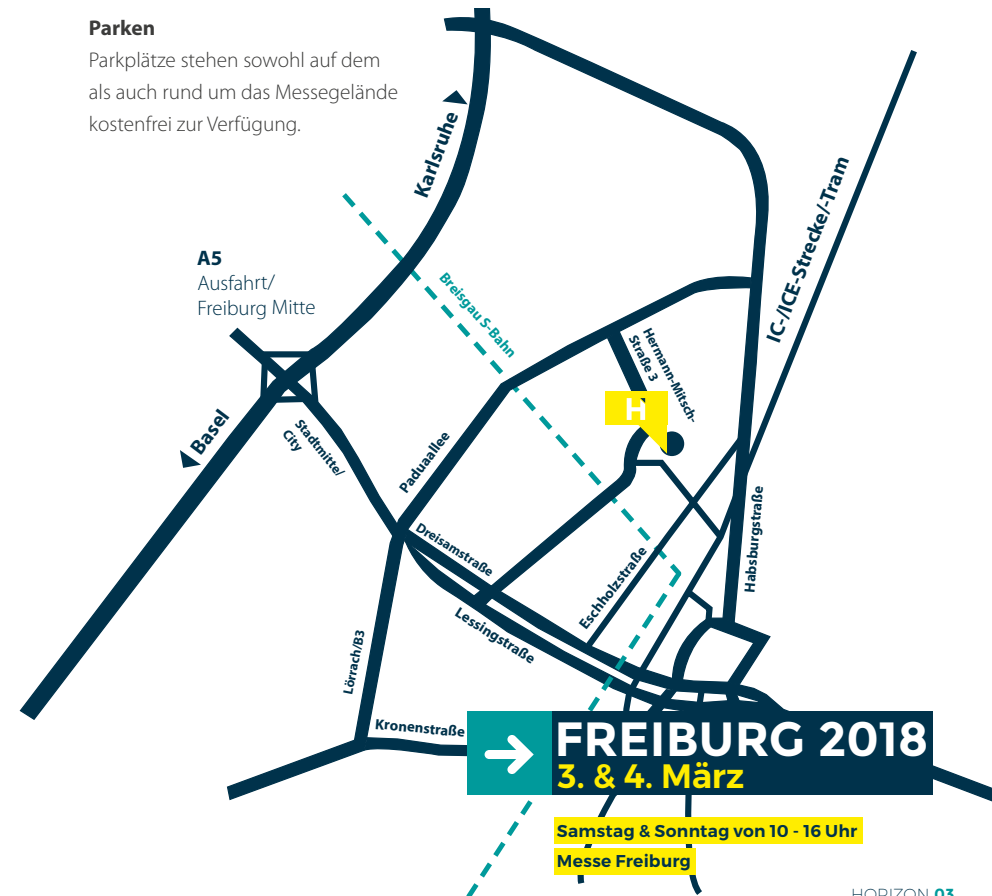 Parken
Parkplätze stehen sowohl auf dem
als auch rund um das Messegelände
kostenfrei zur Verfügung.
Karlsruhe
IC-/ICE-Strecke/-Tram
A5
Ausfahrt/
Freiburg Mitte
Breisgau S-Bahn
Hermann-Mitsch-
Straße 3
H
Basel
Stadtmitte/
City
Paduaallee
Dreisamstraße
Habsburgstraße
Eschholzstraße
Lessingstraße
Lörrach/B3
Kronenstraße
FREIBURG 2018
3. & 4. März
Samstag & Sonntag von 10 - 16 Uhr
Messe Freiburg
HORIZON 03